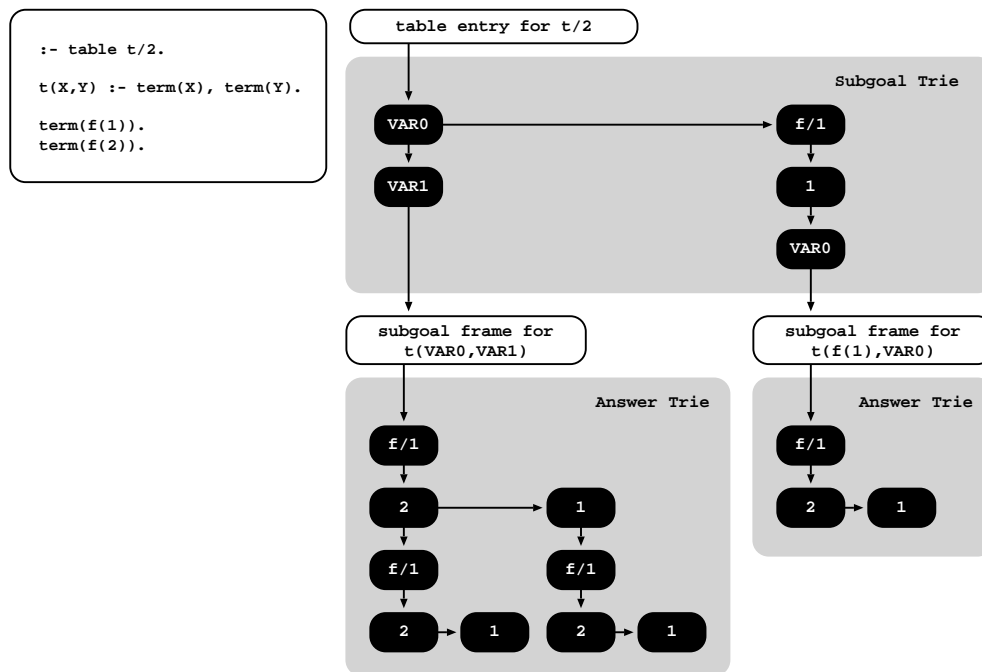 :- table t/2.
t(X,Y) :- term(X), term(Y).
term(f(1)).
term(f(2)).
table entry for t/2
Subgoal Trie
VAR0
f/1
VAR1
1
VAR0
subgoal frame for
t(VAR0,VAR1)
subgoal frame for
t(f(1),VAR0)
Answer Trie
f/1
2
1
f/1
f/1
2
1
2
1
Answer Trie
f/1
2
1